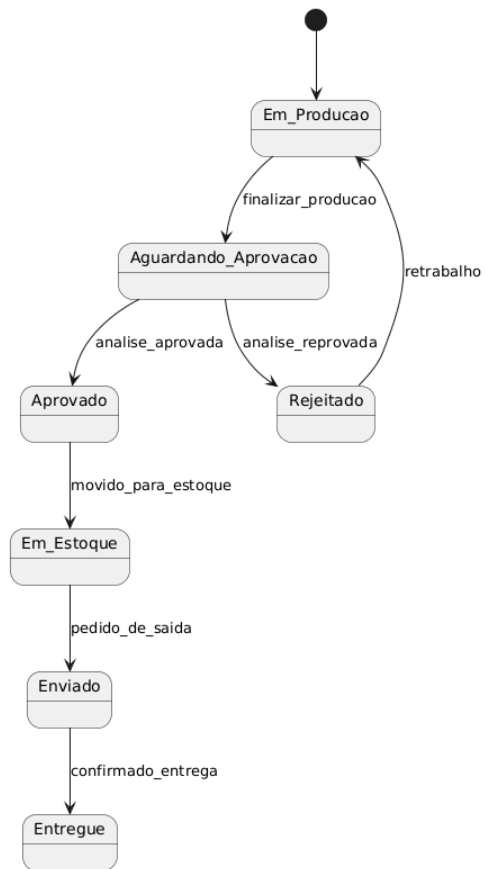 Em_Producao
finalizar_producao
Aguardando_Aprovacao
retrabalho
analise_aprovada
analise_reprovada
Aprovado
Rejeitado
movido_para_estoque
Em_Estoque
pedido_de_saida
Enviado
confirmado_entrega
Entregue